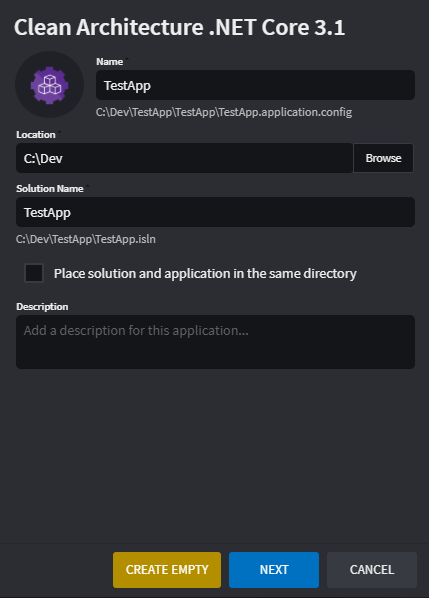 Clean Architecture .NET Core 3.1
Name *
TestApp
C:\Dev\TestApp\TestApp\TestApp.application.config
Location *
C:\Dev
Browse
Solution Name *
TestApp
C:\Dev\TestApp\TestApp.isln
Place solution and application in the same directory
Description
Add a description for this application...
CREATE EMPTY
NEXT
CANCEL